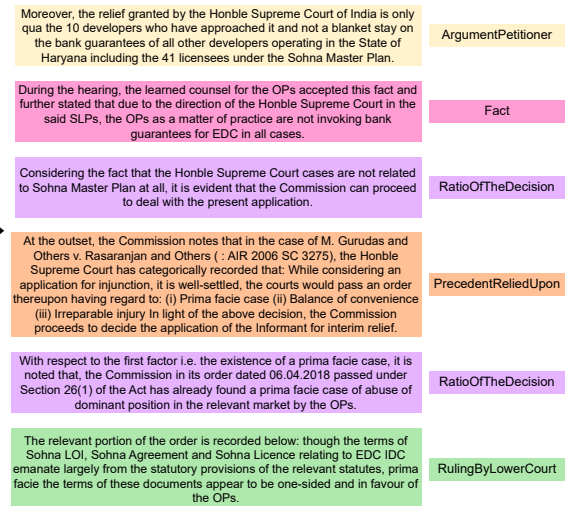 Moreover, the relief granted by the Honble Supreme Court of India is only
qua the 10 developers who have approached it and not a blanket stay on
the bank guarantees of all other developers operating in the State of
Haryana including the 41 licensees under the Sohna Master Plan.
ArgumentPetitioner
During the hearing, the learned counsel for the OPs accepted this fact and
further stated that due to the direction of the Honble Supreme Court in the
said SLPs, the OPs as a matter of practice are not invoking bank
guarantees for EDC in all cases.
Fact
Considering the fact that the Honble Supreme Court cases are not related
to Sohna Master Plan at all, it is evident that the Commission can proceed
to deal with the present application.
RatioOfTheDecision
At the outset, the Commission notes that in the case of M. Gurudas and
Others v. Rasaranjan and Others ( : AIR 2006 SC 3275), the Honble
Supreme Court has categorically recorded that: While considering an
application for injunction, it is well-settled, the courts would pass an order
thereupon having regard to: (i) Prima facie case (ii) Balance of convenience
(iii) Irreparable injury In light of the above decision, the Commission
proceeds to decide the application of the Informant for interim relief.
PrecedentReliedUpon
With respect to the first factor i.e. the existence of a prima facie case, it is
noted that, the Commission in its order dated 06.04.2018 passed under
Section 26(1) of the Act has already found a prima facie case of abuse of
dominant position in the relevant market by the OPs.
RatioOfTheDecision
The relevant portion of the order is recorded below: though the terms of
Sohna LOI, Sohna Agreement and Sohna Licence relating to EDC IDC
emanate largely from the statutory provisions of the relevant statutes, prima
facie the terms of these documents appear to be one-sided and in favour of
the OPs.
RulingByLowerCourt